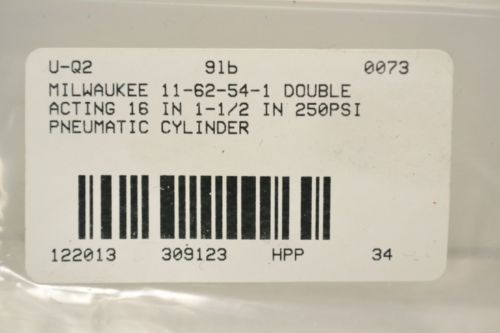 U-Q2 9lb 0073
MILWAUKEE 11-62-54-1 DOUBLE
ACTING 16 IN 1-1/2 IN 250PSI
PNEUMATIC CYLINDER
122013 309123 HPP 34